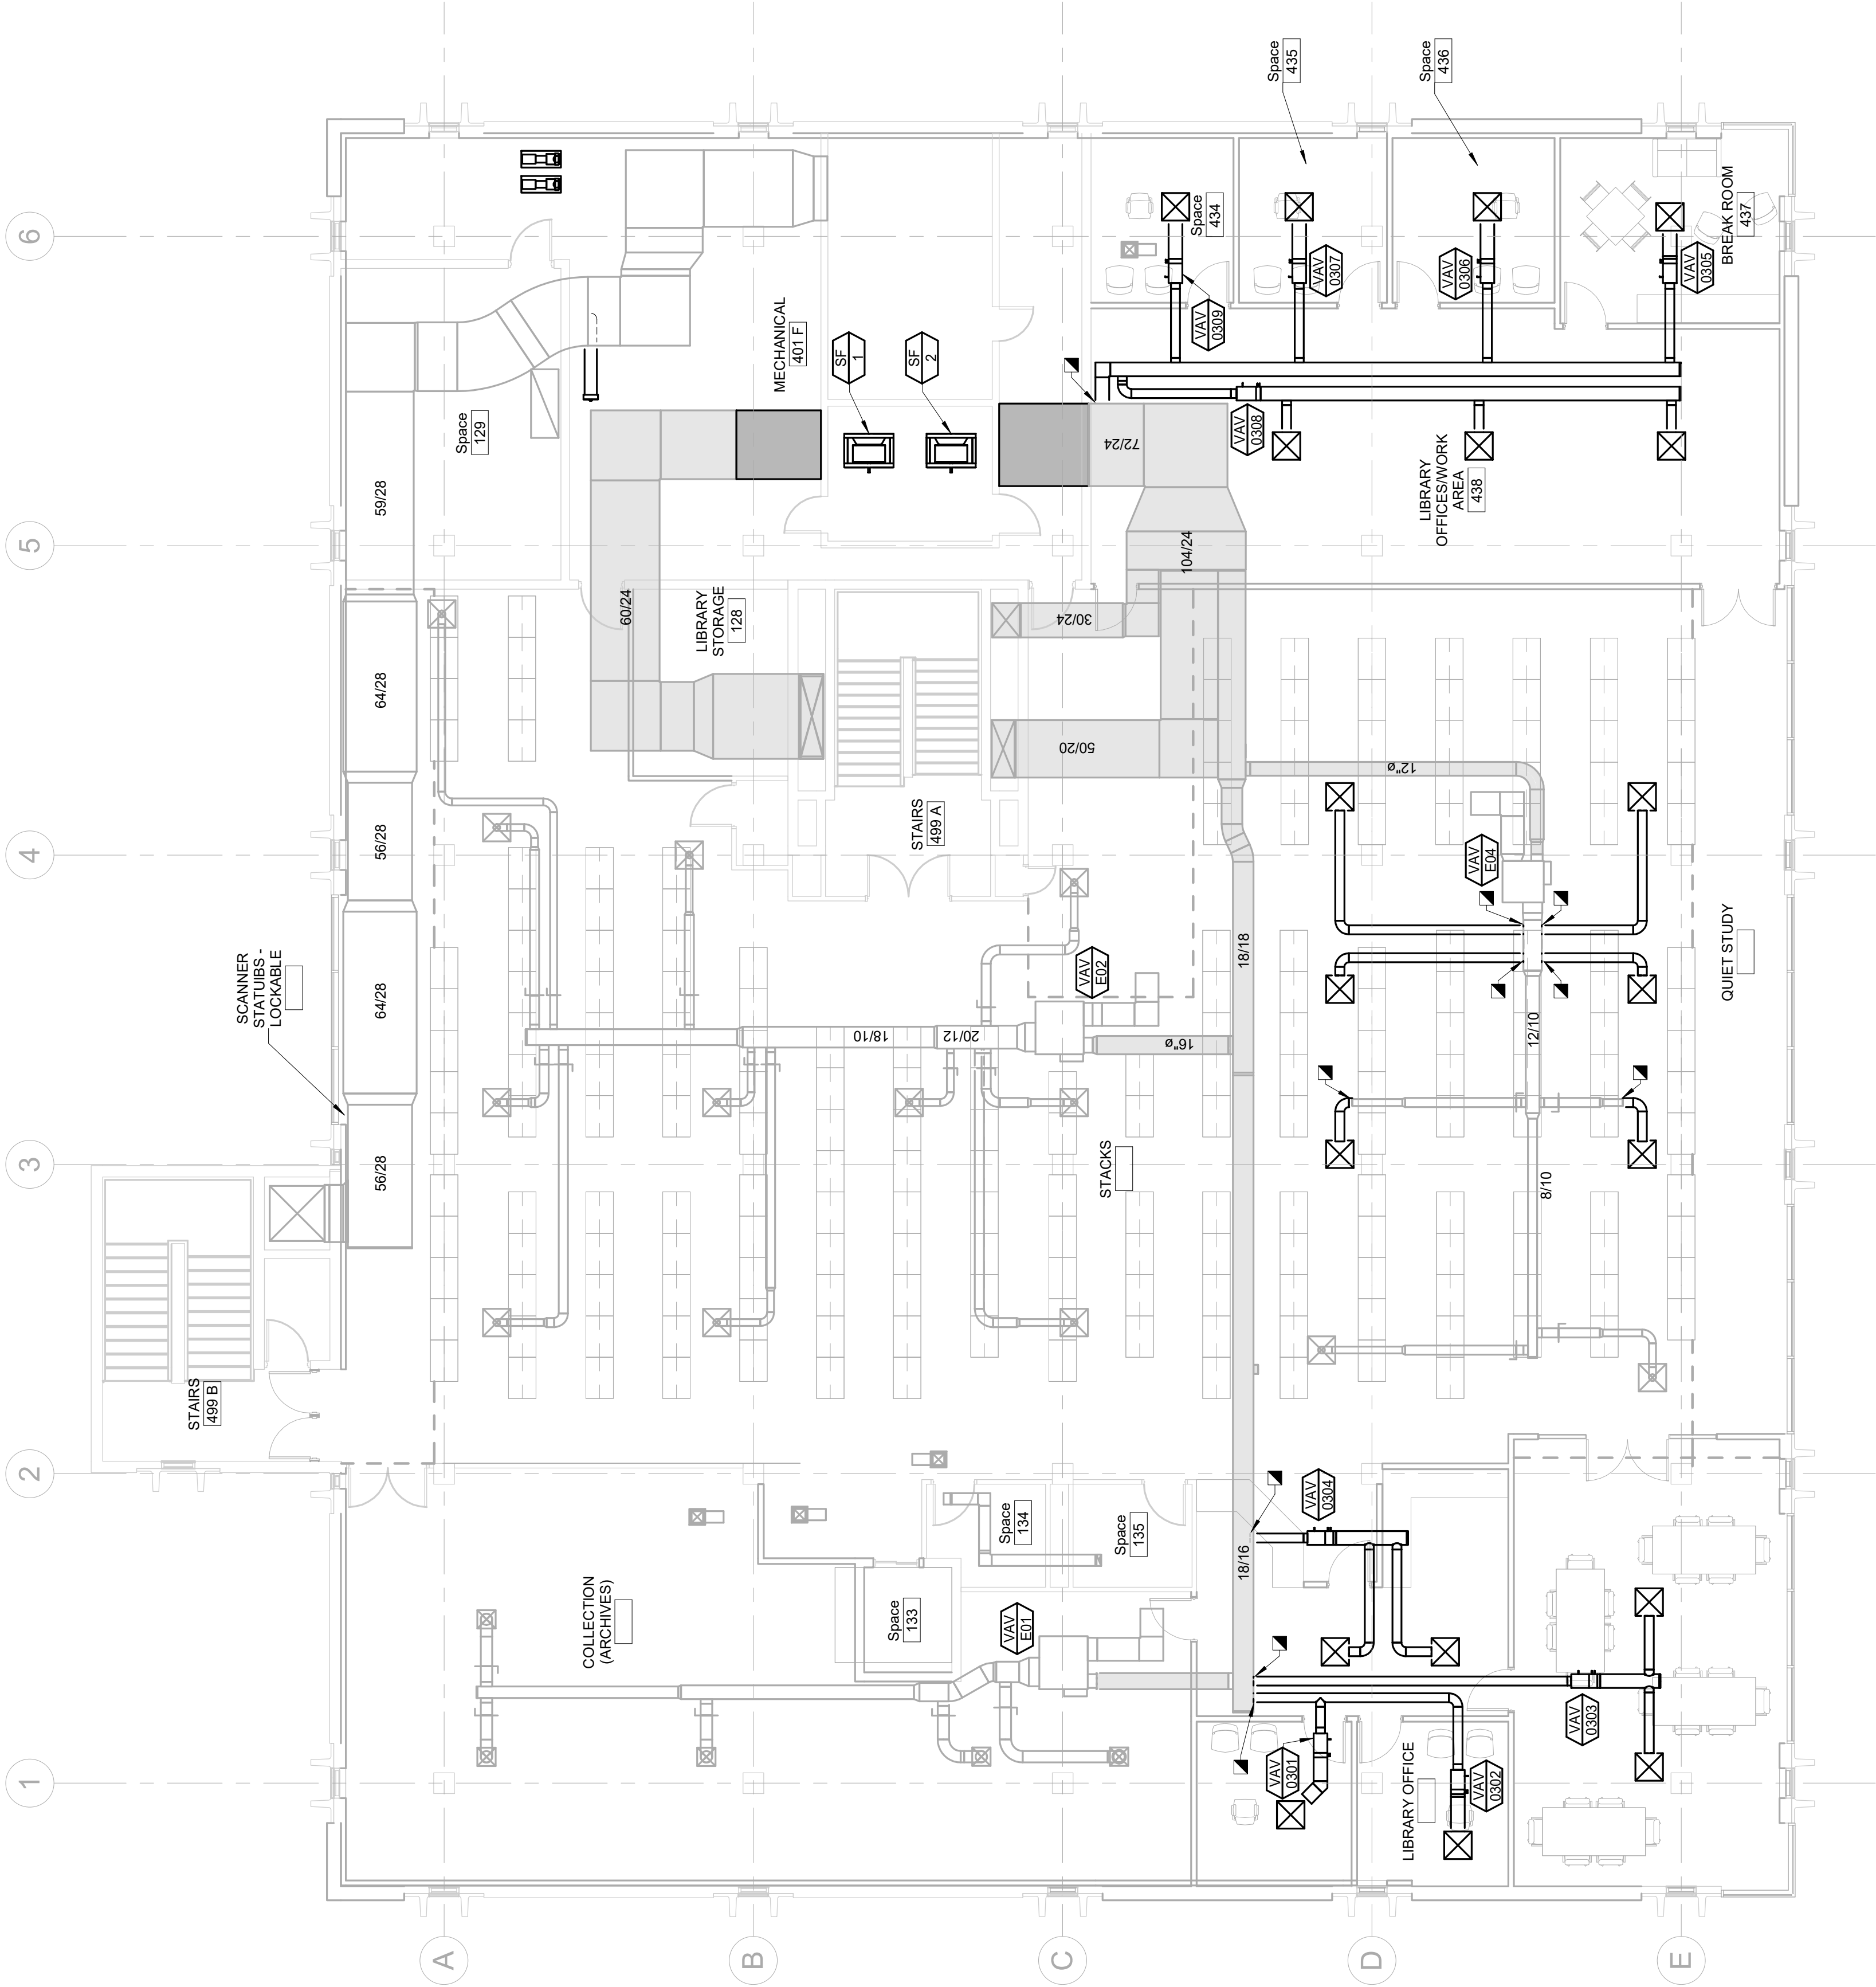 6
5
4
3
2
1
A
B
C
D
E
Space
435
Space
436
Space
434
BREAK ROOM
437
VAV
0309
VAV
0307
VAV
0306
VAV
0305
VAV
0308
MECHANICAL
401 F
SF
1
SF
2
Space
129
59/28
72/24
LIBRARY
OFFICES/WORK
AREA
438
104/24
30/24
60/24
LIBRARY
STORAGE
128
64/28
50/20
12"ø
STAIRS
499 A
56/28
VAV
E04
SCANNER
STATUIBS -
LOCKABLE
64/28
VAV
E02
18/18
QUIET STUDY
18/10
20/12
16"ø
12/10
56/28
STACKS
8/10
STAIRS
499 B
Space
134
Space
135
VAV
0304
18/16
COLLECTION
(ARCHIVES)
Space
133
VAV
E01
VAV
0303
VAV
0301
LIBRARY OFFICE
VAV
0302